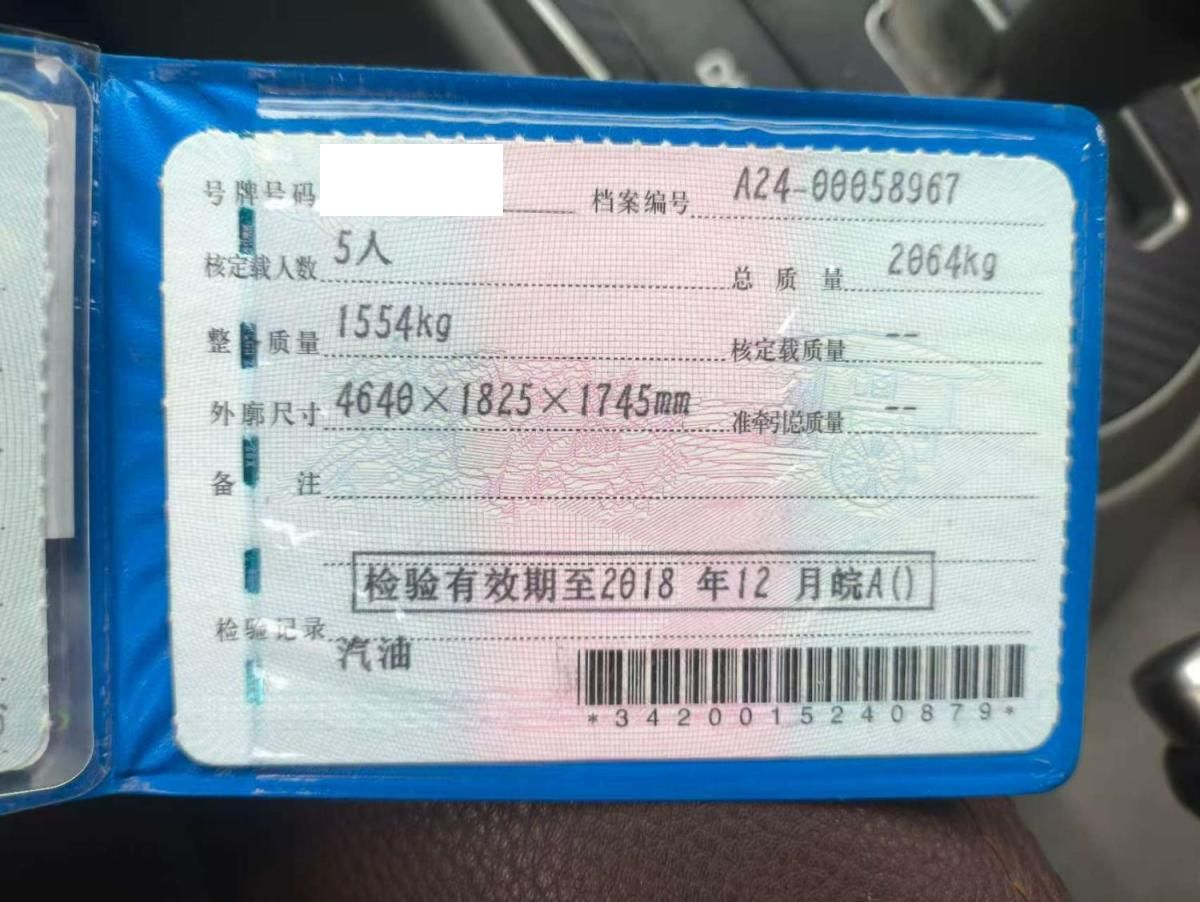 号牌号码 档案编号 A24-00058967
核定载人数 5人 总质量 2064kg
整备质量 1554kg 核定载质量 --
外廓尺寸 4640×1825×1745mm 准牵引总质量 --
备注
检验有效期至2018 年12 月皖A()
检验记录
汽油
*3420015240879*